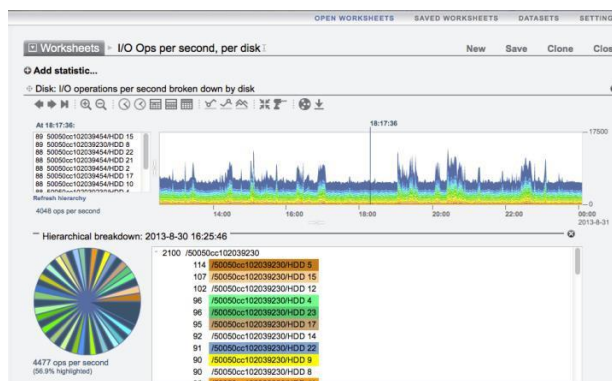 OPEN WORKSHEETS SAVED WORKSHEETS DATASETS
Worksheets I/O Ops per second, per disk
New Save Clone
Add statistic...
Disk: I/O operations per second broken down by disk
At 18:17:36:
18:17:36
17500
89 50050cc102039454/HDD 15
89 50050cc102039230/HDD 8
88 50050cc102039454/HDD 22
88 50050cc102039454/HDD 21
88 50050cc102039454/HDD 2
88 50050cc102039454/HDD 17
88 50050cc102039454/HDD 10
Refresh hierarchy
4048 ops per second
0
14:00 16:00 18:00 20:00 22:00 00:00
2013-8-31
Hierarchical breakdown: 2013-8-30 16:25:46
2100 /50050cc102039230
114 /50050cc102039230/HDD 5
107 /50050cc102039230/HDD 15
102 /50050cc102039230/HDD 12
96 /50050cc102039230/HDD 4
96 /50050cc102039230/HDD 23
95 /50050cc102039230/HDD 17
92 /50050cc102039230/HDD 14
91 /50050cc102039230/HDD 22
90 /50050cc102039230/HDD 9
90 /50050cc102039230/HDD 8
4477 ops per second
(56.9% highlighted)